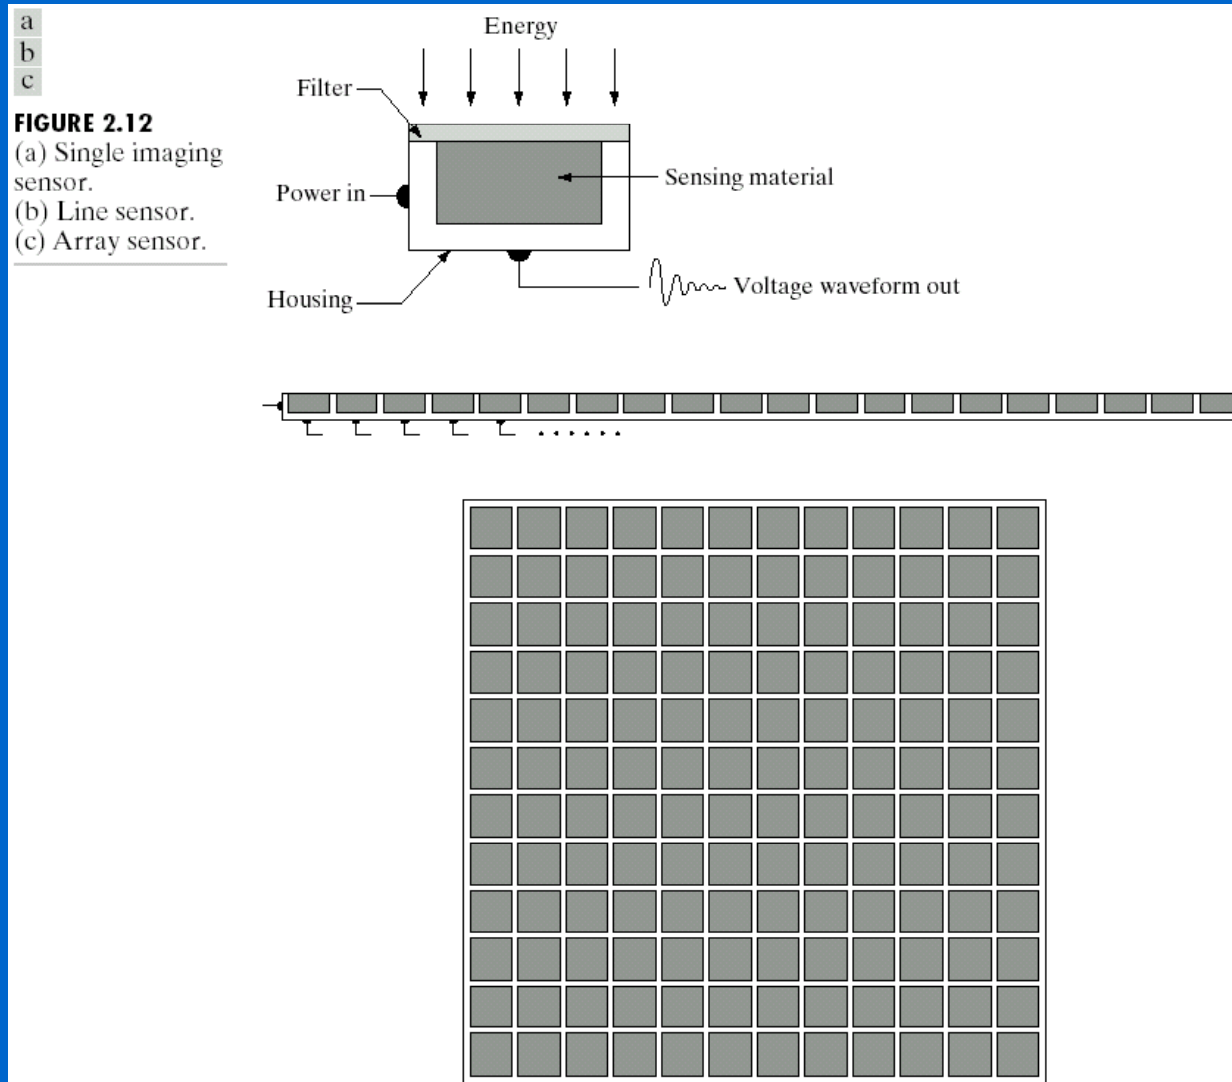 a
b
c
FIGURE 2.12
(a) Single imaging
sensor.
(b) Line sensor.
(c) Array sensor.
Energy
Filter
Sensing material
Power in
Housing
Voltage waveform out